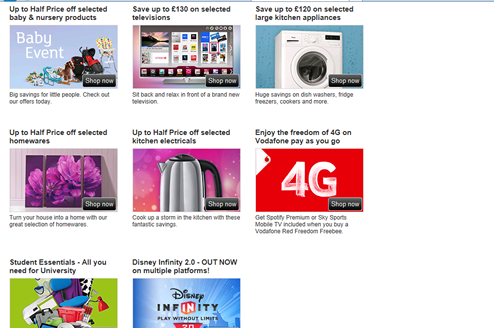 Up to Half Price off selected
baby & nursery products
Baby
Event
Shop now
Big savings for little people. Check out
our offers today.
Save up to £130 on selected
televisions
Shop now
Sit back and relax in front of a brand new
television.
Save up to £120 on selected
large kitchen appliances
Shop now
Huge savings on dish washers, fridge
freezers, cookers and more.
Up to Half Price off selected
homewares
Shop now
Turn your house into a home with our
great selection of homewares.
Up to Half Price off selected
kitchen electricals
Shop now
Cook up a storm in the kitchen with these
fantastic savings.
Enjoy the freedom of 4G on
Vodafone pay as you go
4G
Shop now
Get Spotify Premium or Sky Sports
Mobile TV included when you buy a
Vodafone Red Freedom Freebee.
Student Essentials - All you
need for University
Disney Infinity 2.0 - OUT NOW
on multiple platforms!
DISNEY
INFINITY
PLAY WITHOUT LIMITS
2.0